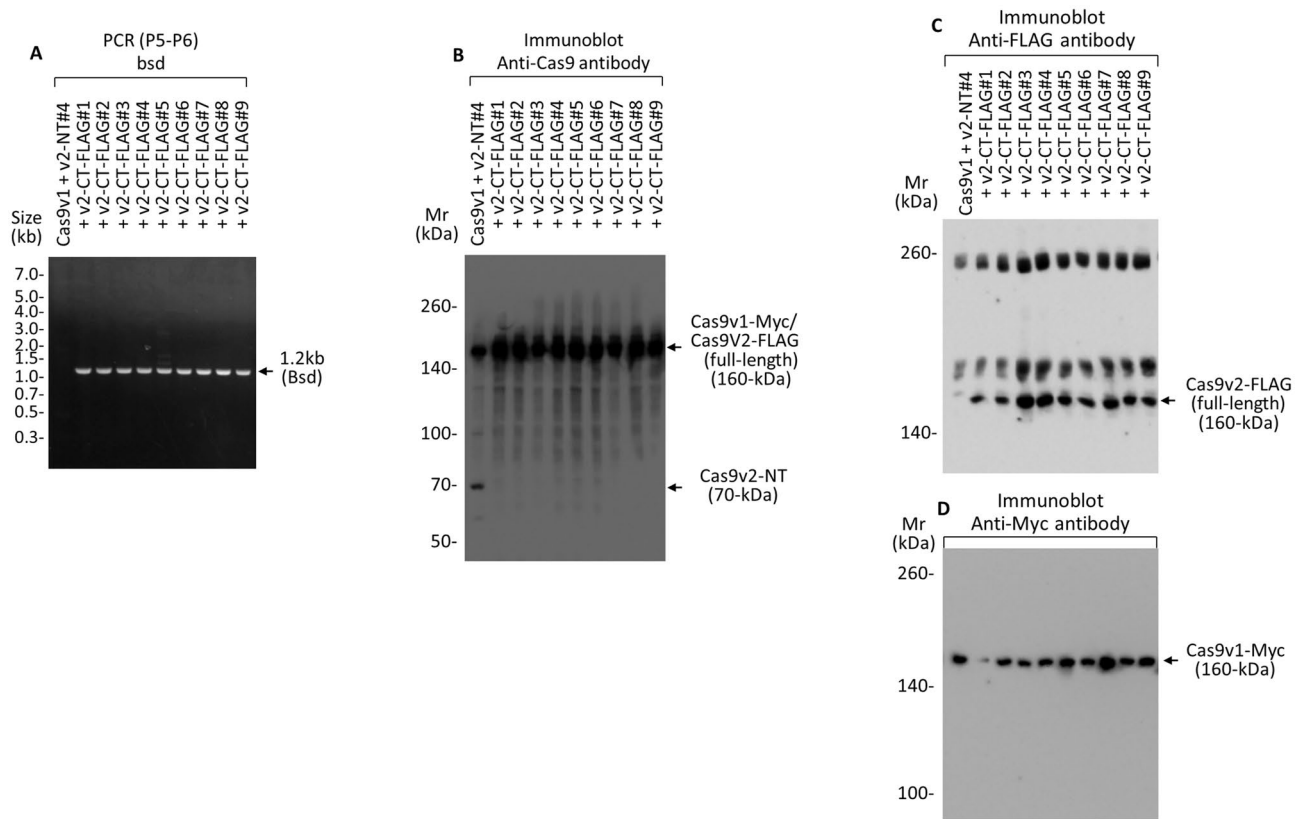 A
PCR (P5-P6)
bsd
Cas9v1 + v2-NT#4
+ v2-CT-FLAG#1
+ v2-CT-FLAG#2
+ v2-CT-FLAG#3
+ v2-CT-FLAG#4
+ v2-CT-FLAG#5
+ v2-CT-FLAG#6
+ v2-CT-FLAG#7
+ v2-CT-FLAG#8
+ v2-CT-FLAG#9
Size
(kb)
7.0-
5.0-
4.0-
3.0-
2.0-
1.5-
1.0-
0.7-
0.5-
0.3-
1.2kb
(Bsd)
B
Immunoblot
Anti-Cas9 antibody
Cas9v1 + v2-NT#4
+ v2-CT-FLAG#1
+ v2-CT-FLAG#2
+ v2-CT-FLAG#3
+ v2-CT-FLAG#4
+ v2-CT-FLAG#5
+ v2-CT-FLAG#6
+ v2-CT-FLAG#7
+ v2-CT-FLAG#8
+ v2-CT-FLAG#9
Mr
(kDa)
260-
140-
100-
70-
50-
Cas9v1-Myc/
Cas9V2-FLAG
(full-length)
(160-kDa)
Cas9v2-NT
(70-kDa)
C
Immunoblot
Anti-FLAG antibody
Cas9v1 + v2-NT#4
+ v2-CT-FLAG#1
+ v2-CT-FLAG#2
+ v2-CT-FLAG#3
+ v2-CT-FLAG#4
+ v2-CT-FLAG#5
+ v2-CT-FLAG#6
+ v2-CT-FLAG#7
+ v2-CT-FLAG#8
+ v2-CT-FLAG#9
Mr
(kDa)
260-
140-
Cas9v2-FLAG
(full-length)
(160-kDa)
D
Immunoblot
Anti-Myc antibody
Mr
(kDa)
260-
140-
100-
Cas9v1-Myc
(160-kDa)